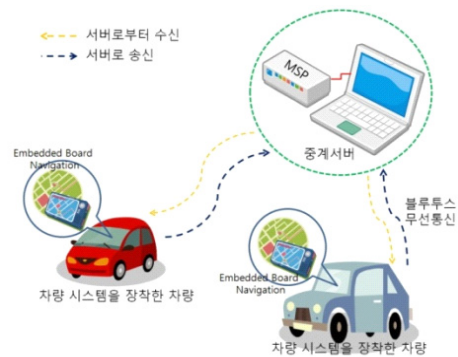 서버로부터 수신
서버로 송신
MSP
중계서버
Embedded Board
Navigation
블루투스
무선통신
차량 시스템을 장착한 차량
Embedded Board
Navigation
차량 시스템을 장착한 차량